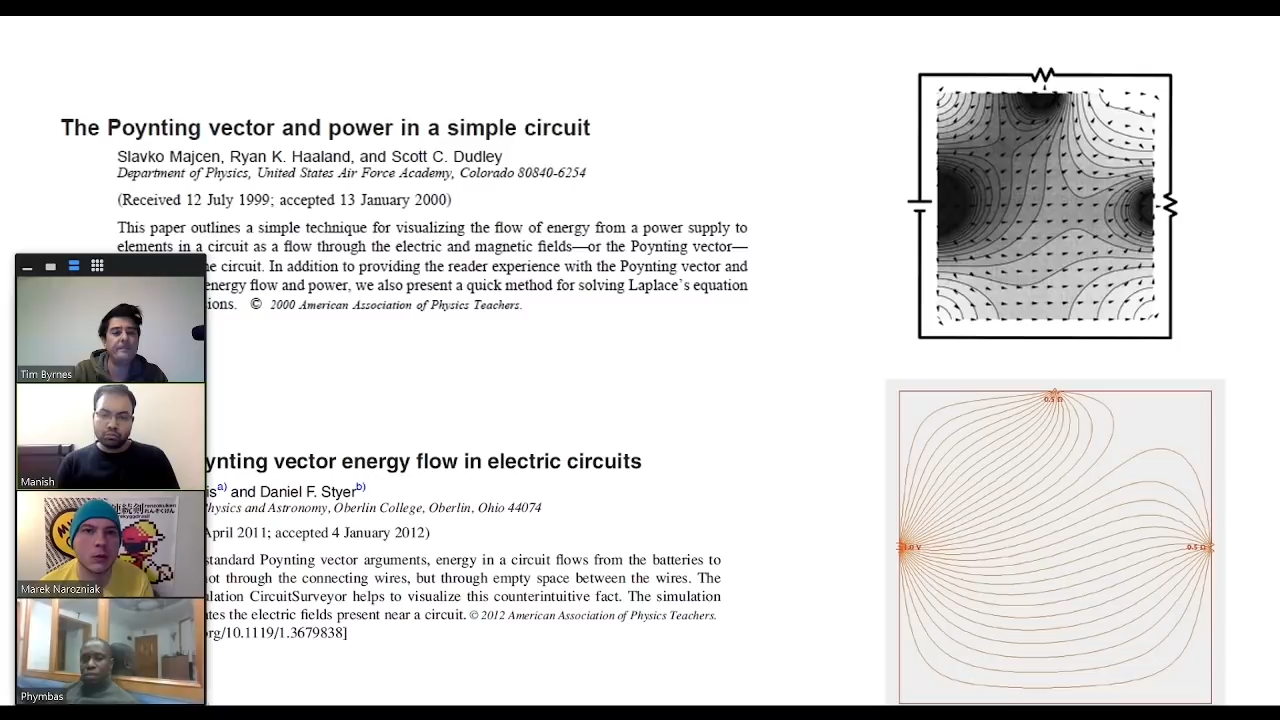 The Poynting vector and power in a simple circuit
Slavko Majcen, Ryan K. Haaland, and Scott C. Dudley
Department of Physics, United States Air Force Academy, Colorado 80840-6254
(Received 12 July 1999; accepted 13 January 2000)
This paper outlines a simple technique for visualizing the flow of energy from a power supply to
elements in a circuit as a flow through the electric and magnetic fields—or the Poynting vector—
e circuit. In addition to providing the reader experience with the Poynting vector and
energy flow and power, we also present a quick method for solving Laplace's equation
ions. © 2000 American Association of Physics Teachers.
Tim Byrnes
Manish
Marek Narozniak
Phymbas
ynting vector energy flow in electric circuits
is a) and Daniel F. Styer b)
hysics and Astronomy, Oberlin College, Oberlin, Ohio 44074
April 2011; accepted 4 January 2012)
standard Poynting vector arguments, energy in a circuit flows from the batteries to
ot through the connecting wires, but through empty space between the wires. The
ulation CircuitSurveyor helps to visualize this counterintuitive fact. The simulation
tes the electric fields present near a circuit. © 2012 American Association of Physics Teachers.
org/10.1119/1.3679838]
0.5 Ω
1.0 V
0.5 Ω